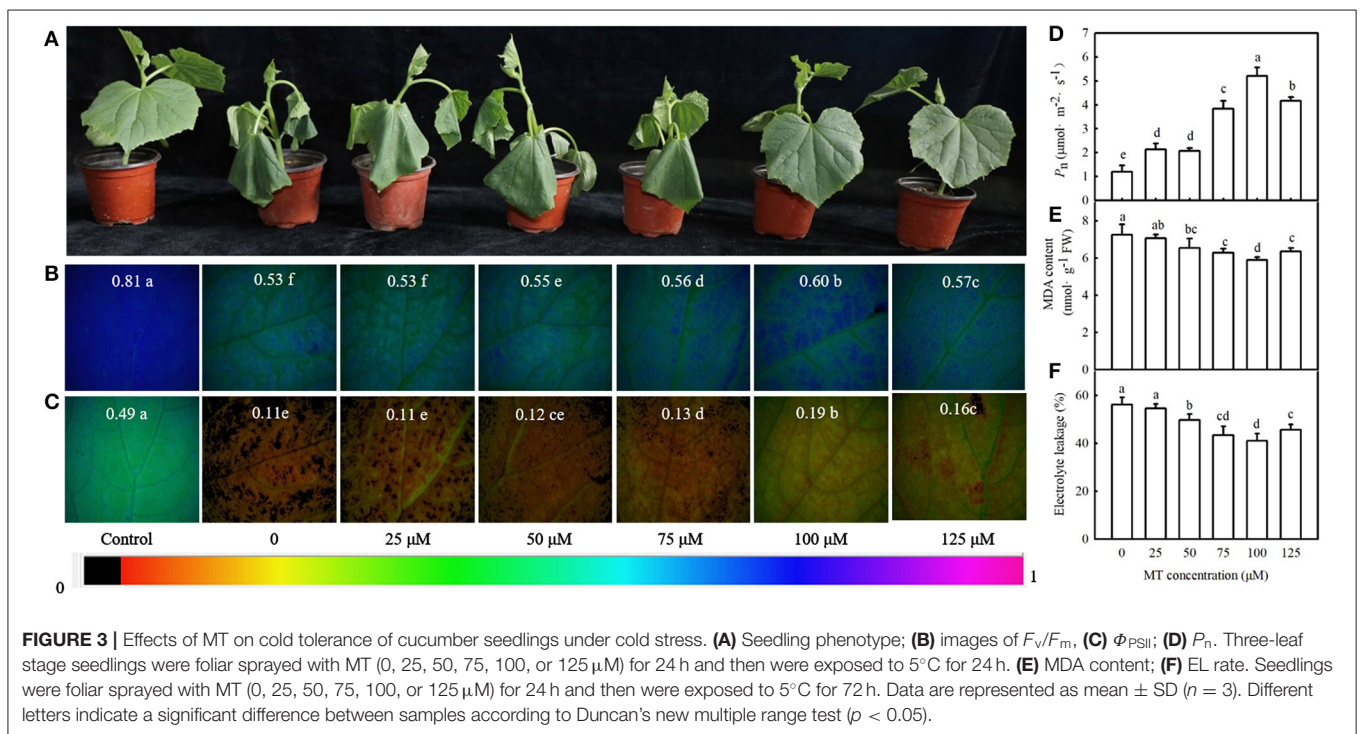 A
B
0.81 a 0.53 f 0.53 f 0.55 e 0.56 d 0.60 b 0.57c
C
0.49 a 0.11e 0.11 e 0.12 ce 0.13 d 0.19 b 0.16c
Control 0 25 μM 50 μM 75 μM 100 μM 125 μM
0 1
D
Pn (μmol· m-2· s-1)
7
6
5
4
3
2
1
0
e d d c a b
E
MDA content
(nmol· g-1 FW)
8
6
4
2
0
a ab bc c d c
F
Electrolyte leakage (%)
60
40
20
0
a a b cd d c
0 25 50 75 100 125
MT concentration (μM)
FIGURE 3 | Effects of MT on cold tolerance of cucumber seedlings under cold stress. (A) Seedling phenotype; (B) images of Fv/Fm, (C) ΦPSII; (D) Pn. Three-leaf
stage seedlings were foliar sprayed with MT (0, 25, 50, 75, 100, or 125 μM) for 24 h and then were exposed to 5°C for 24 h. (E) MDA content; (F) EL rate. Seedlings
were foliar sprayed with MT (0, 25, 50, 75, 100, or 125 μM) for 24 h and then were exposed to 5°C for 72 h. Data are represented as mean ± SD (n = 3). Different
letters indicate a significant difference between samples according to Duncan's new multiple range test (p < 0.05).